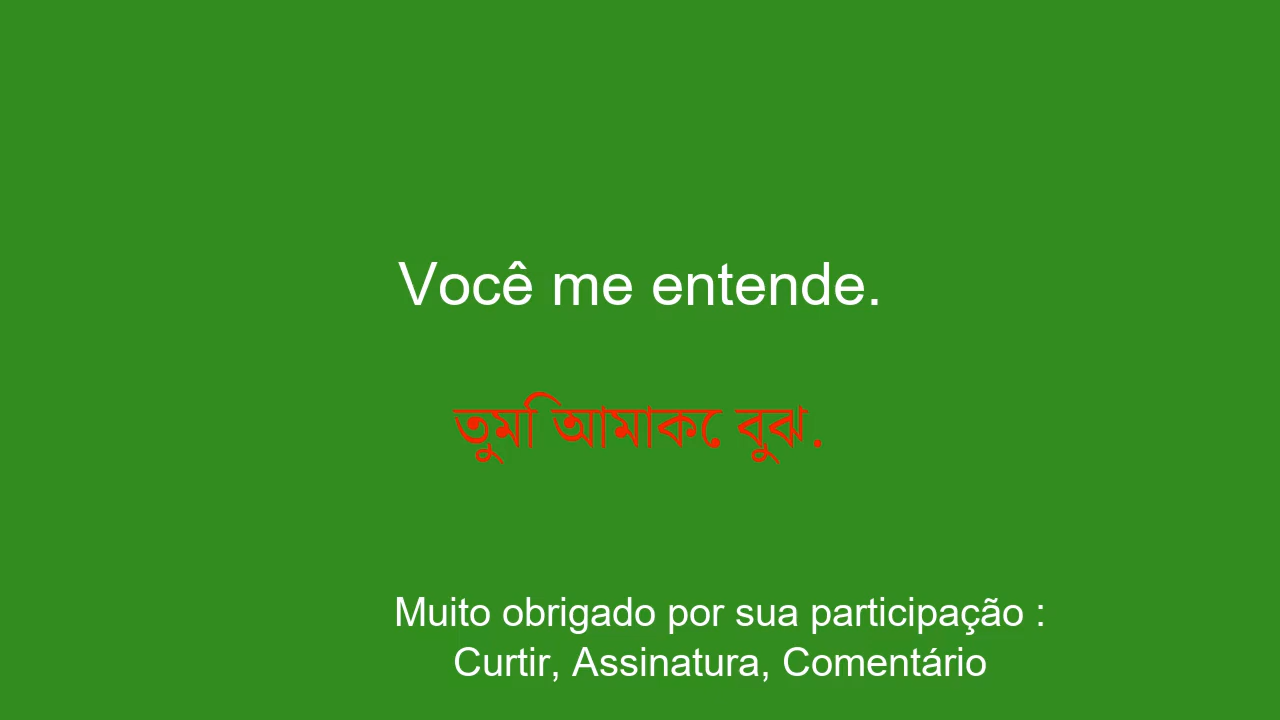 Você me entende.
তুমি আমাকে বুঝ.
Muito obrigado por sua participação :
Curtir, Assinatura, Comentário